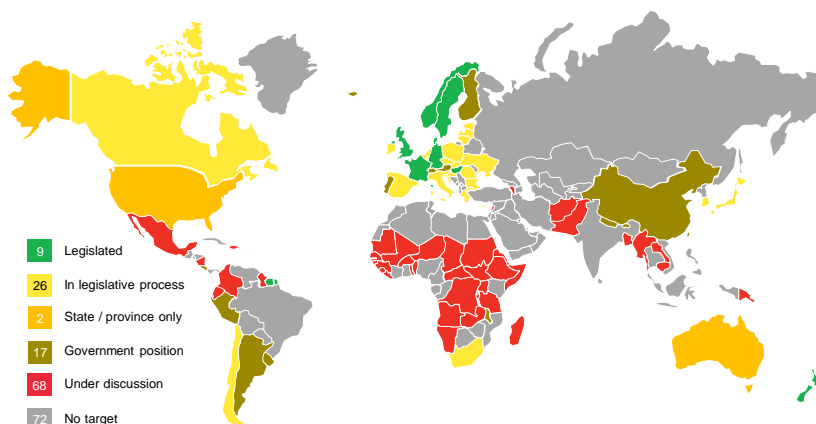 9 Legislated
26 In legislative process
2 State / province only
17 Government position
68 Under discussion
72 No target